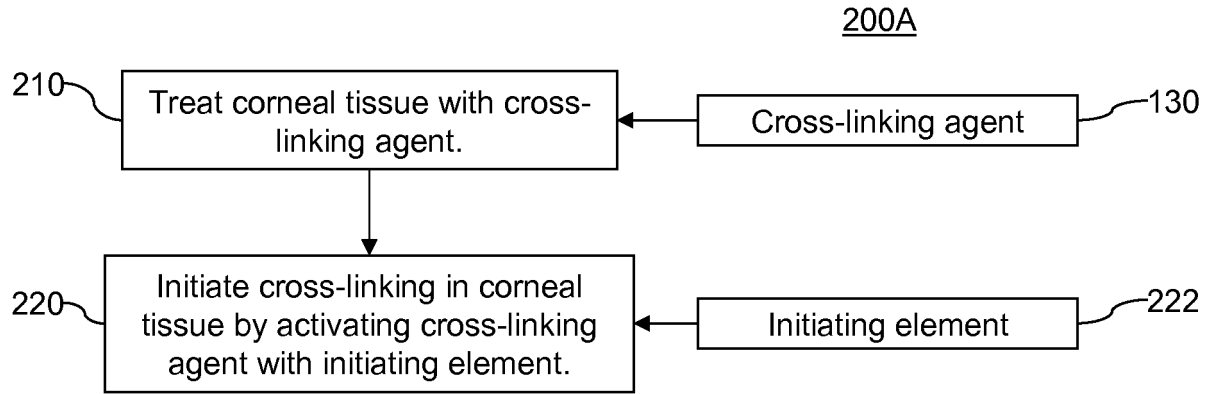 200A
210
Treat corneal tissue with cross-
linking agent.
Cross-linking agent
130
220
Initiate cross-linking in corneal
tissue by activating cross-linking
agent with initiating element.
Initiating element
222